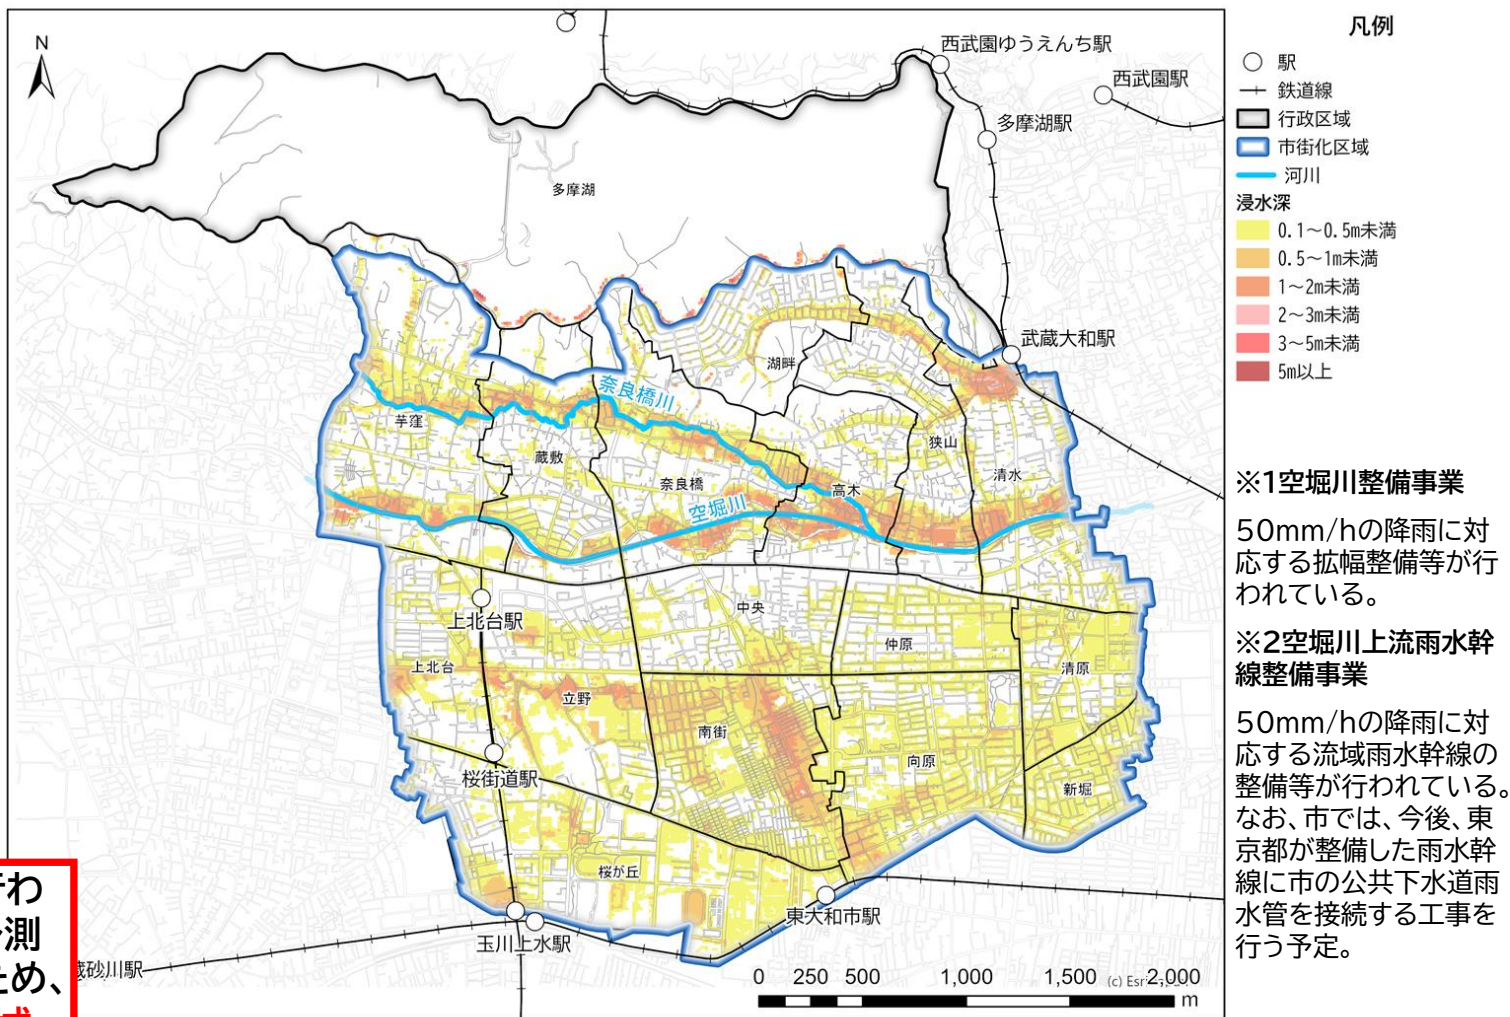 N
西武園ゆうえんち駅
西武園駅
多摩湖駅
多摩湖
武蔵大和駅
湖畔
奈良橋川
芋窪
蔵敷
奈良橋
狭山
清水
高木
空堀川
上北台駅
中央
仲原
上北台
立野
清原
南街
向原
桜街道駅
新堀
桜が丘
東大和市駅
玉川上水駅
砂川駅
0 250 500 1,000 1,500 2,000
m
(c) Esri
凡例
駅
鉄道線
行政区域
市街化区域
河川
浸水深
0.1～0.5m未満
0.5～1m未満
1～2m未満
2～3m未満
3～5m未満
5m以上
※1空堀川整備事業
50mm/hの降雨に対
応する拡幅整備等が行
われている。
※2空堀川上流雨水幹
線整備事業
50mm/hの降雨に対
応する流域雨水幹線の
整備等が行われている。
なお、市では、今後、東
京都が整備した雨水幹
線に市の公共下水道雨
水管を接続する工事を
行う予定。
わ
測
ため、